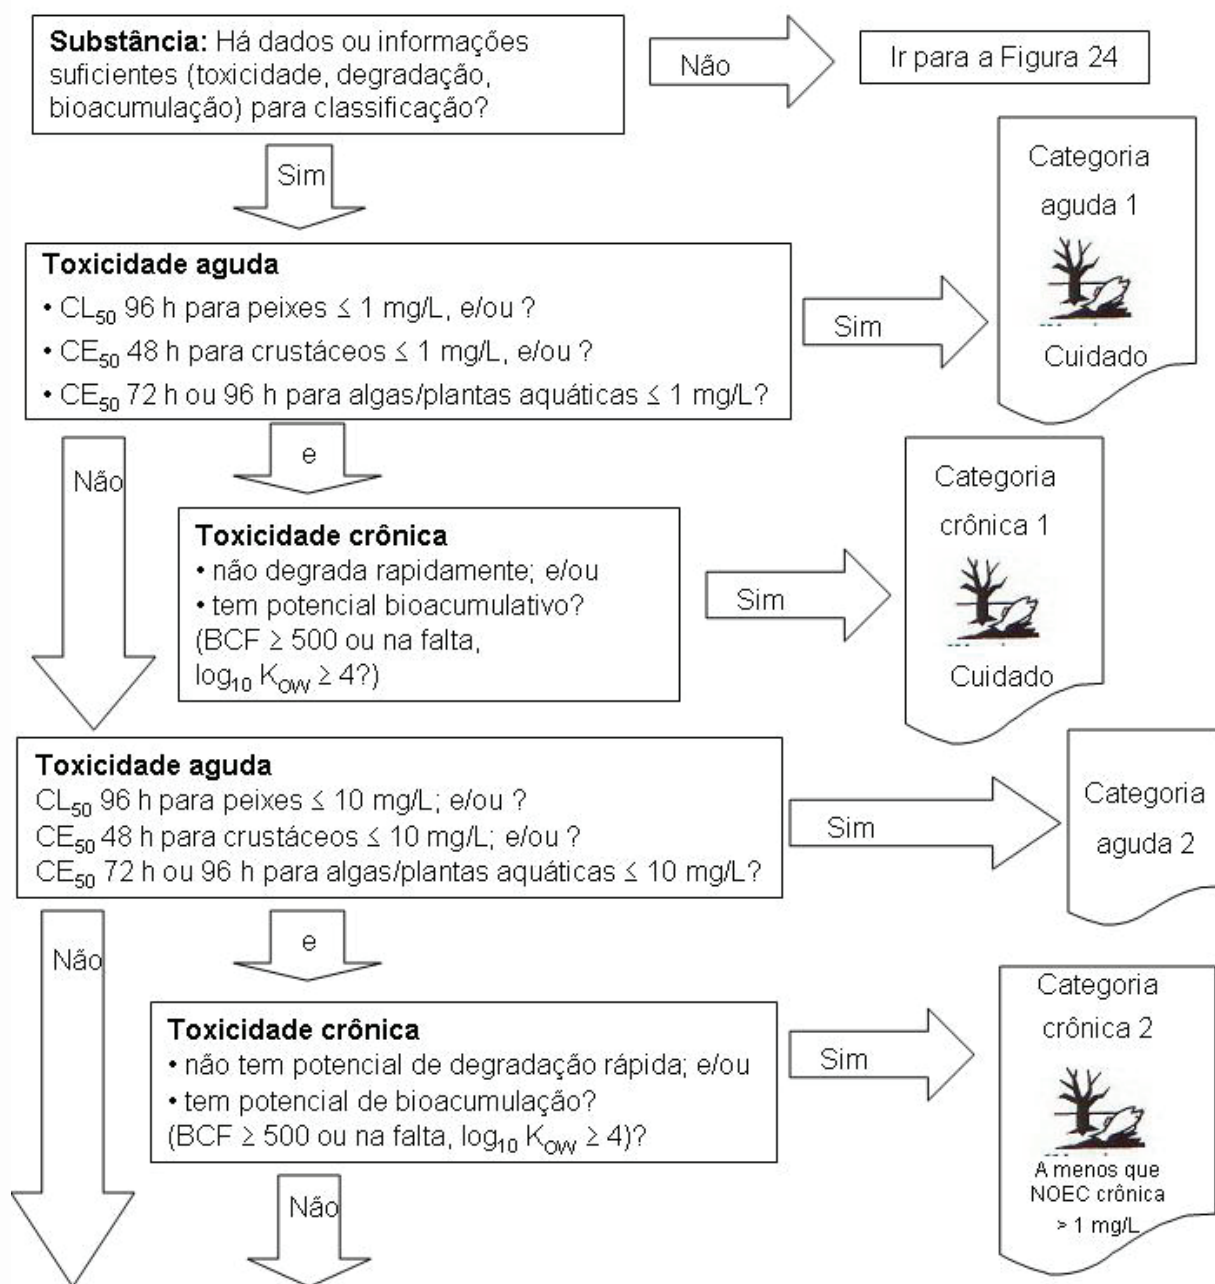 Substância: Há dados ou informações
suficientes (toxicidade, degradação,
bioacumulação) para classificação?
Não
Ir para a Figura 24
Sim
Categoria
aguda 1
Cuidado
Toxicidade aguda
• CL50 96 h para peixes ≤ 1 mg/L, e/ou ?
• CE50 48 h para crustáceos ≤ 1 mg/L, e/ou ?
• CE50 72 h ou 96 h para algas/plantas aquáticas ≤ 1 mg/L?
Sim
Não
e
Categoria
crônica 1
Cuidado
Toxicidade crônica
• não degrada rapidamente; e/ou
• tem potencial bioacumulativo?
(BCF ≥ 500 ou na falta,
log10 KOW ≥ 4?)
Sim
Toxicidade aguda
CL50 96 h para peixes ≤ 10 mg/L; e/ou ?
CE50 48 h para crustáceos ≤ 10 mg/L; e/ou ?
CE50 72 h ou 96 h para algas/plantas aquáticas ≤ 10 mg/L?
Sim
Categoria
aguda 2
Não
e
Toxicidade crônica
• não tem potencial de degradação rápida; e/ou
• tem potencial de bioacumulação?
(BCF ≥ 500 ou na falta, log10 KOW ≥ 4)?
Sim
Categoria
crônica 2
A menos que
NOEC crônica
> 1 mg/L
Não